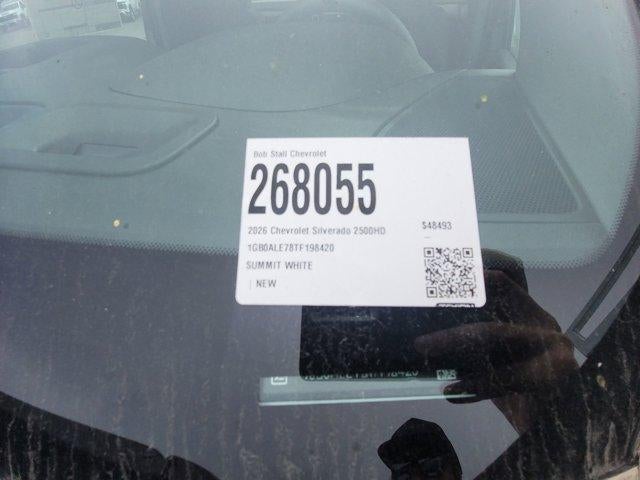 Bob Stall Chevrolet
268055
2026 Chevrolet Silverado 2500HD $48493
1GB0ALE78TF198420
SUMMIT WHITE
NEW